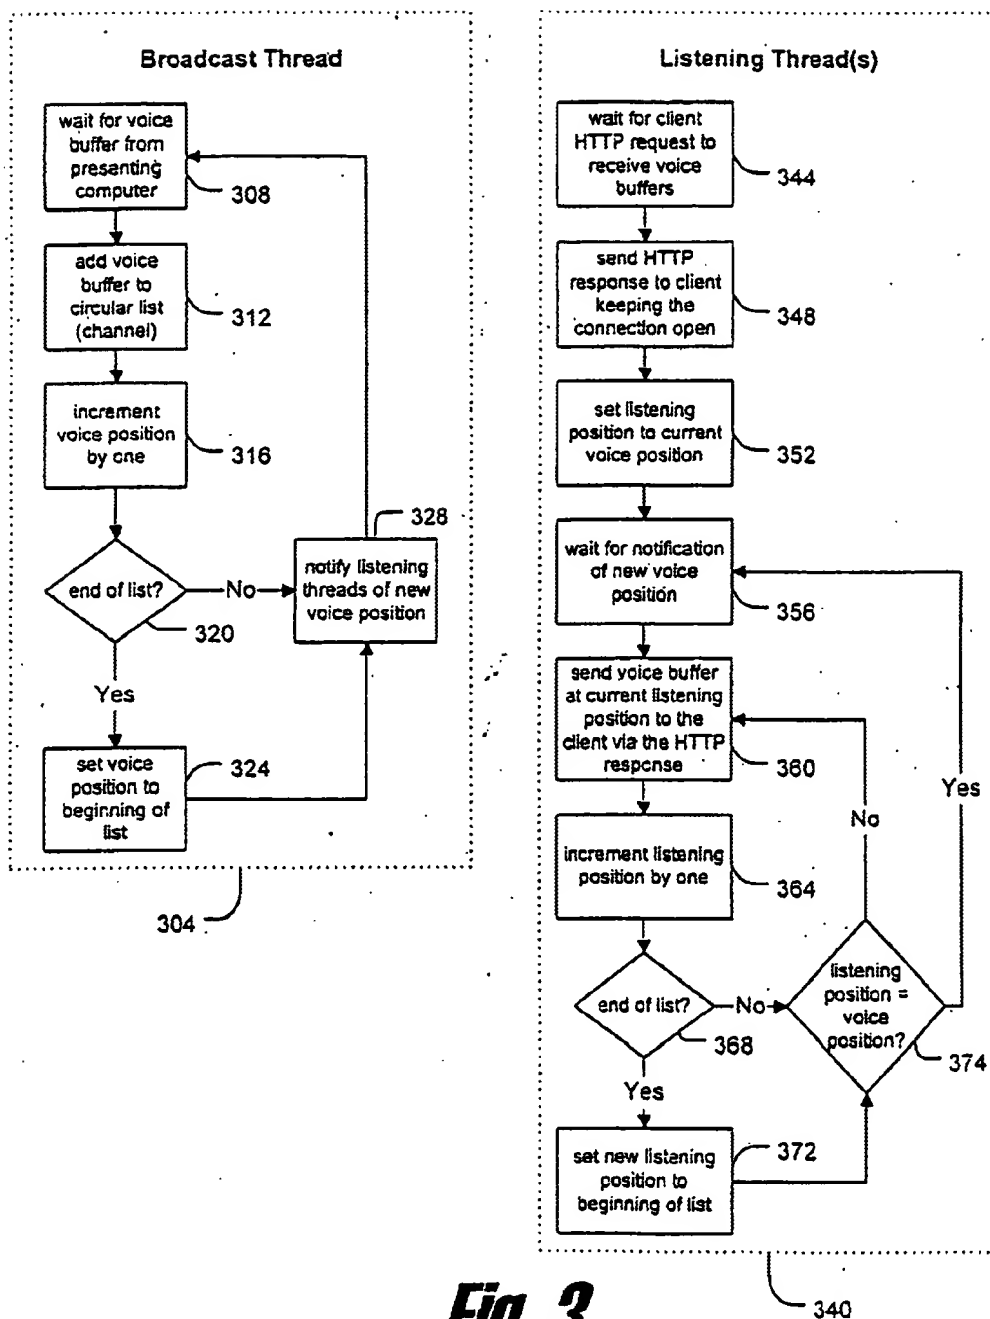 Broadcast Thread
wait for voice
buffer from
presanting
computer
308
add voice
buffer to
circular list
(channel)
312
increment
voice position
by one
316
end of list?
No
320
328
notify listening
threads of new
voice position
Yes
set voice
position to
beginning of
list
324
304
Listening Thread(s)
wait for client
HTTP request to
receive voice
buffers
344
send HTTP
response to client
keeping the
connection open
348
set listening
position to current
voice position
352
wait for notification
of new voice
position
356
send voice buffer
at current listening
position to the
client via the HTTP
response
360
increment listening
position by one
364
end of list?
No
368
listening
position =
voice
position?
374
No
Yes
Yes
set new listening
position to
beginning of list
372
340
Fig. 3